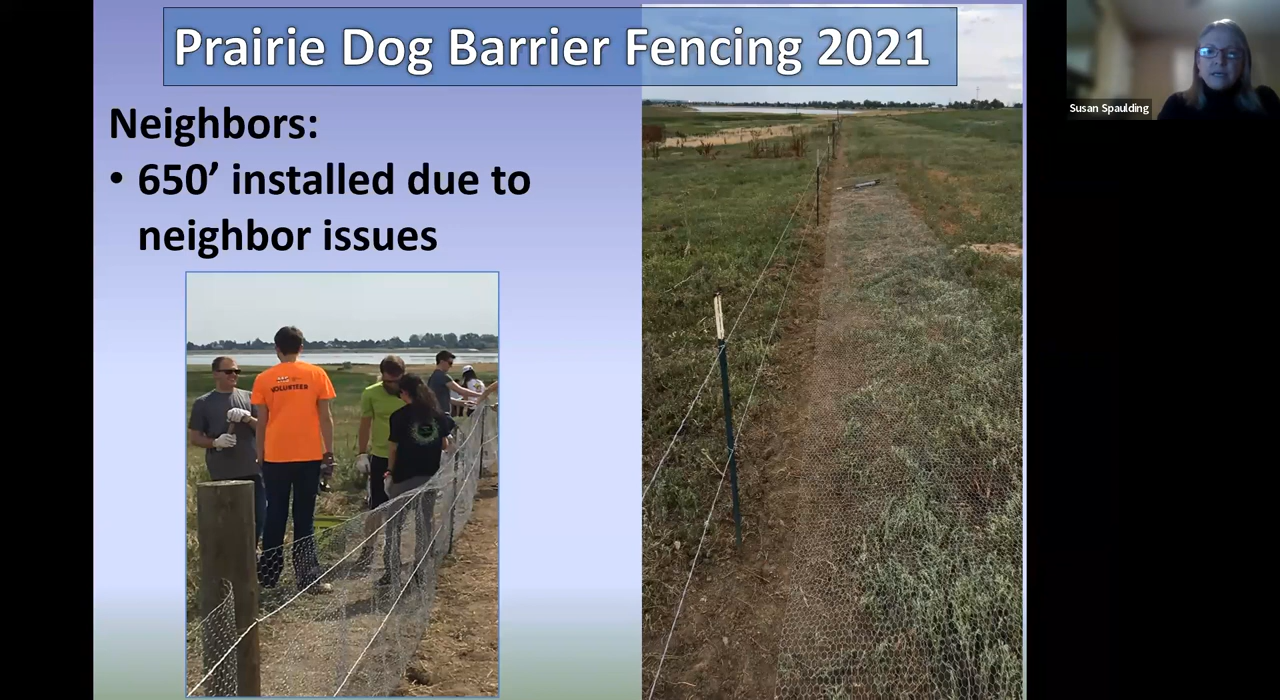 Prairie Dog Barrier Fencing 2021
Susan Spaulding
Neighbors:
• 650’ installed due to
neighbor issues
VOLUNTEER